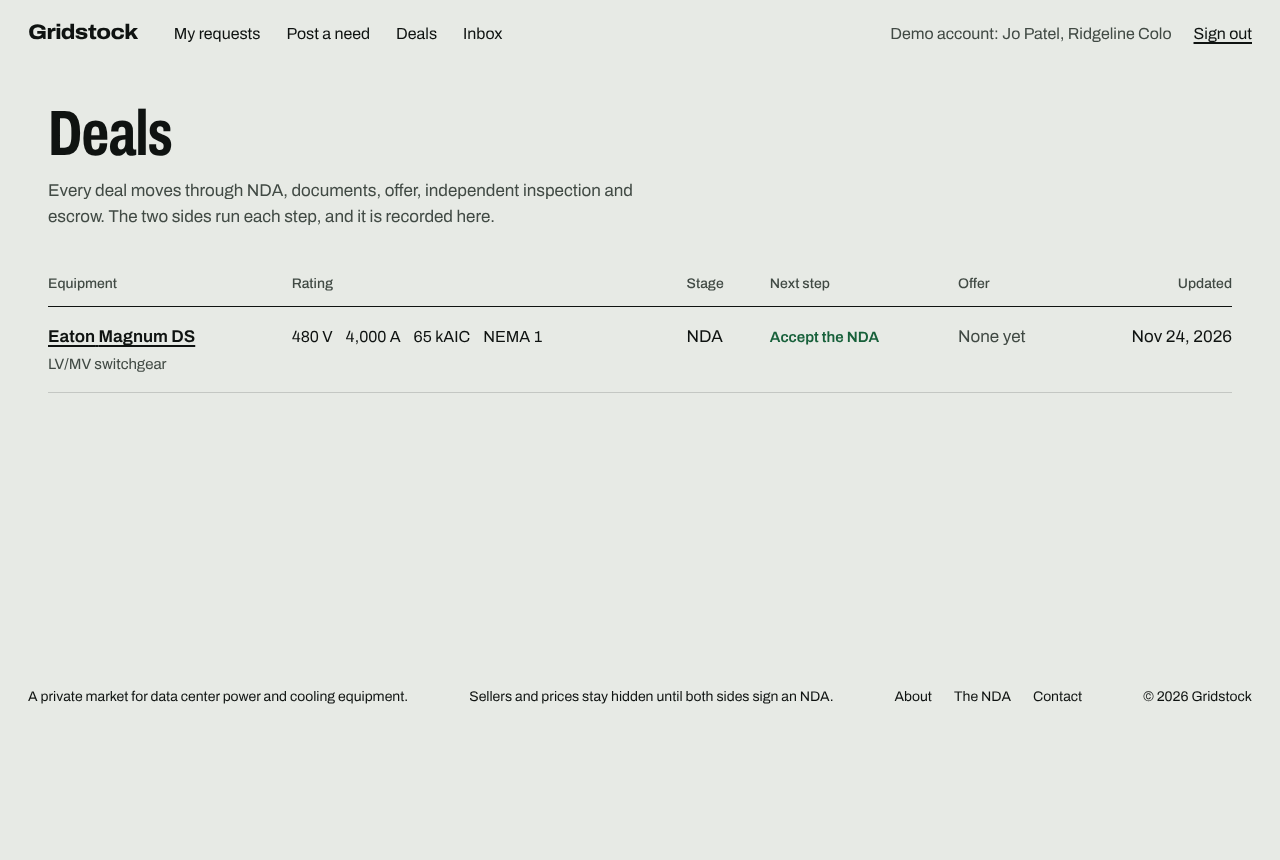 Gridstock My requests Post a need Deals Inbox Demo account: Jo Patel, Ridgeline Colo Sign out
Deals
Every deal moves through NDA, documents, offer, independent inspection and
escrow. The two sides run each step, and it is recorded here.
Equipment Rating Stage Next step Offer Updated
Eaton Magnum DS 480 V 4,000 A 65 kAIC NEMA 1 NDA Accept the NDA None yet Nov 24, 2026
LV/MV switchgear
A private market for data center power and cooling equipment. Sellers and prices stay hidden until both sides sign an NDA. About The NDA Contact © 2026 Gridstock